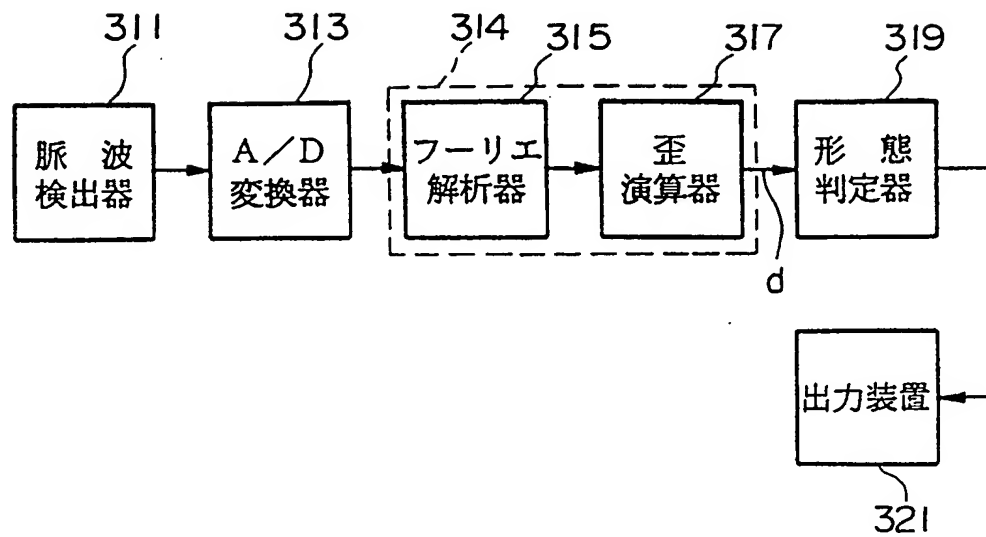 311
313
314
315
317
319
脈 波
検出器
A/D
変換器
フーリエ
解析器
歪
演算器
d
形 態
判定器
出力装置
321